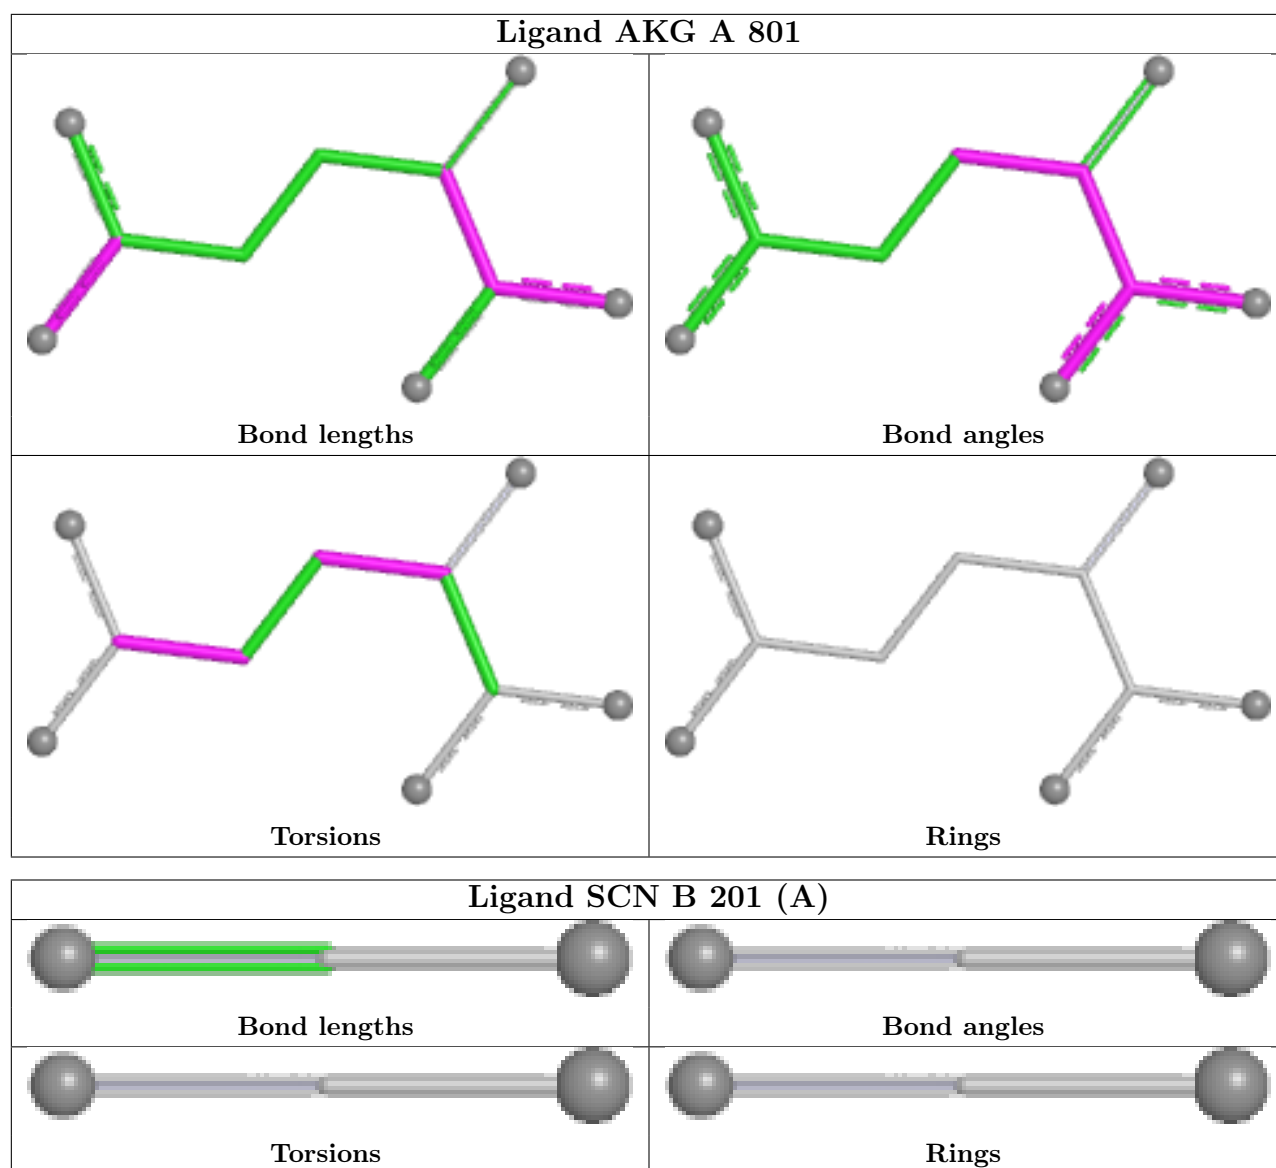 Ligand AKG A 801
Bond lengths
Bond angles
Torsions
Rings
Ligand SCN B 201 (A)
Bond lengths
Bond angles
Torsions
Rings